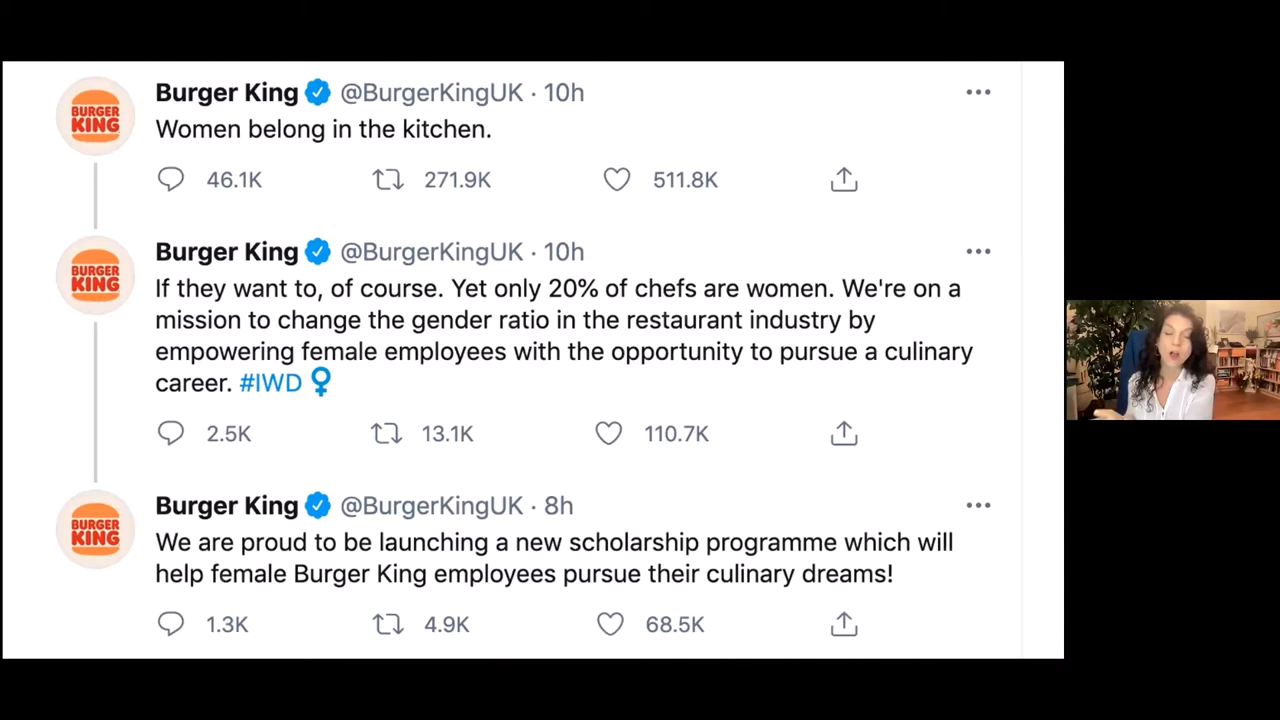 BURGER
KING
Burger King @BurgerKingUK · 10h
Women belong in the kitchen.
46.1K 271.9K 511.8K
BURGER
KING
Burger King @BurgerKingUK · 10h
If they want to, of course. Yet only 20% of chefs are women. We're on a
mission to change the gender ratio in the restaurant industry by
empowering female employees with the opportunity to pursue a culinary
career. #IWD
2.5K 13.1K 110.7K
BURGER
KING
Burger King @BurgerKingUK · 8h
We are proud to be launching a new scholarship programme which will
help female Burger King employees pursue their culinary dreams!
1.3K 4.9K 68.5K